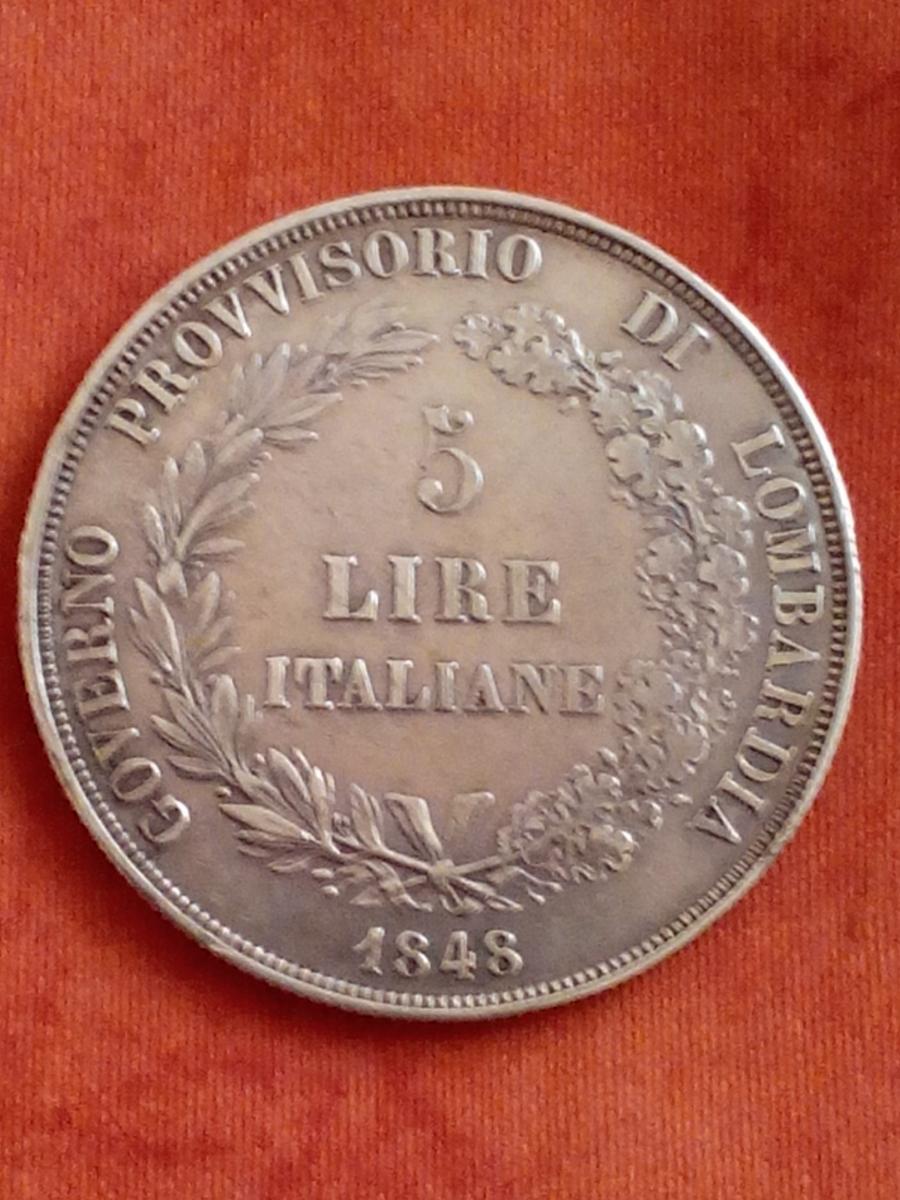 GOVERNO PROVVISORIO DI LOMBARDIA
5
LIRE
ITALIANE
1848